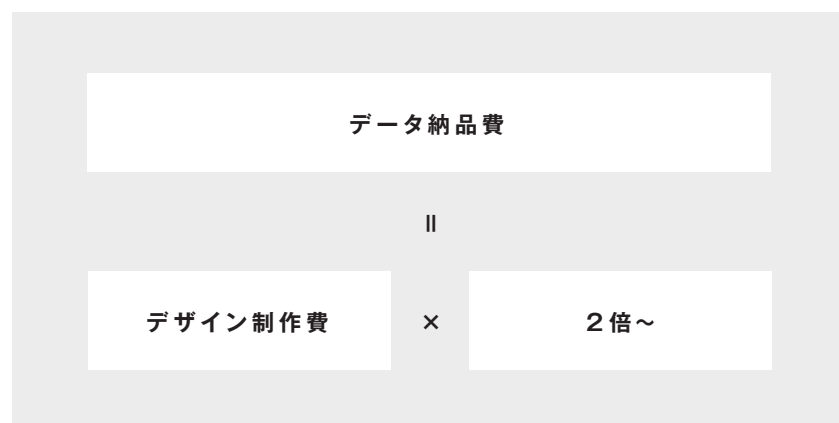 データ納品費
=
デザイン制作費 × 2倍〜